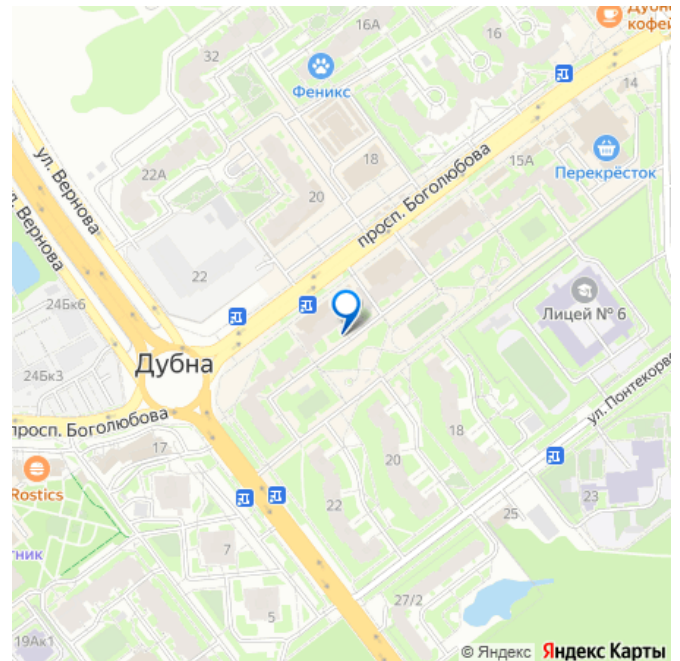 Дубна
кофей
16А
16
32
Феникс
14
18
15А
Перекрёсток
ул. Вернова
22А
20
просп. Боголюбова
Вернова
22
24Бк6
Лицей № 6
Дубна
24Бк3
ул. Понтекорво
просп. Боголюбова
17
18
20
Rostics
22
23
25
7
тник
27/2
5
19Ак1
© Яндекс Яндекс Карты